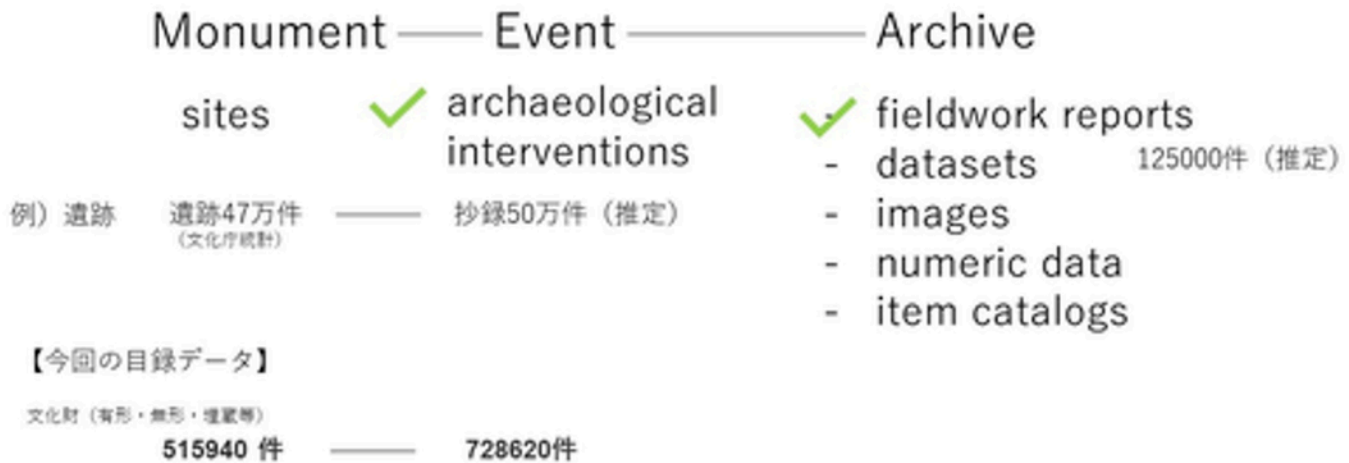 Monument Event Archive
sites
archaeological
interventions
- fieldwork reports
- datasets 125000件（推定）
- images
- numeric data
- item catalogs
例）遺跡 遺跡47万件 抄録50万件（推定）
（文化庁統計）
【今回の目録データ】
文化財（有形・無形・埋蔵等）
515940 件 728620件